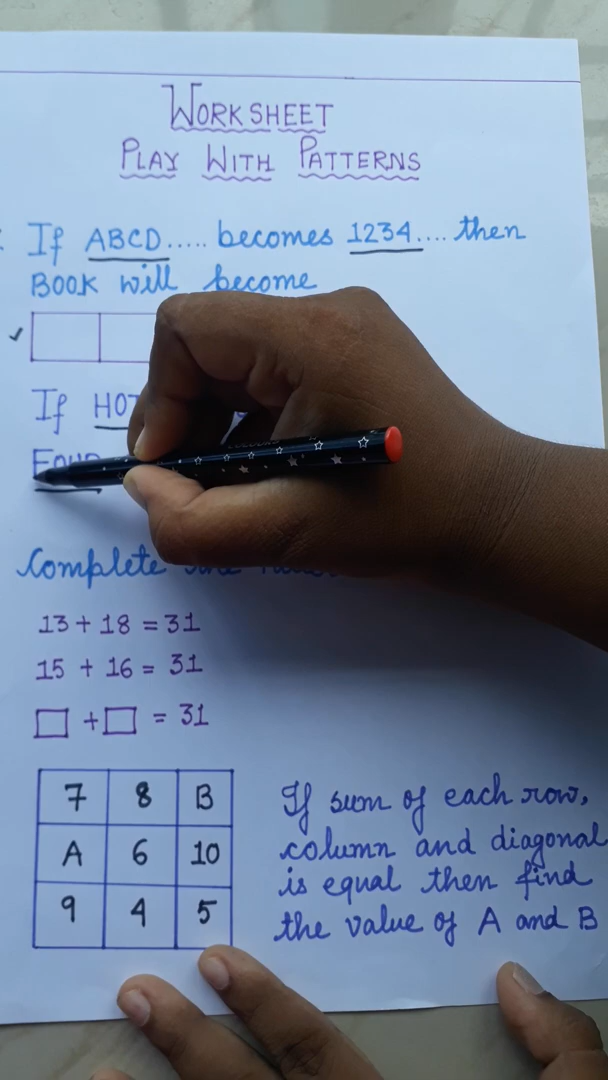 WORKSHEET
PLAY WITH PATTERNS
If ABCD..... becomes 1234.... then
BOOK will become
If
Complete
13 + 18 = 31
15 + 16 = 31
□ + □ = 31
7 8 B
A 6 10
9 4 5
If sum of each row,
column and diagonal
is equal then find
the value of A and B